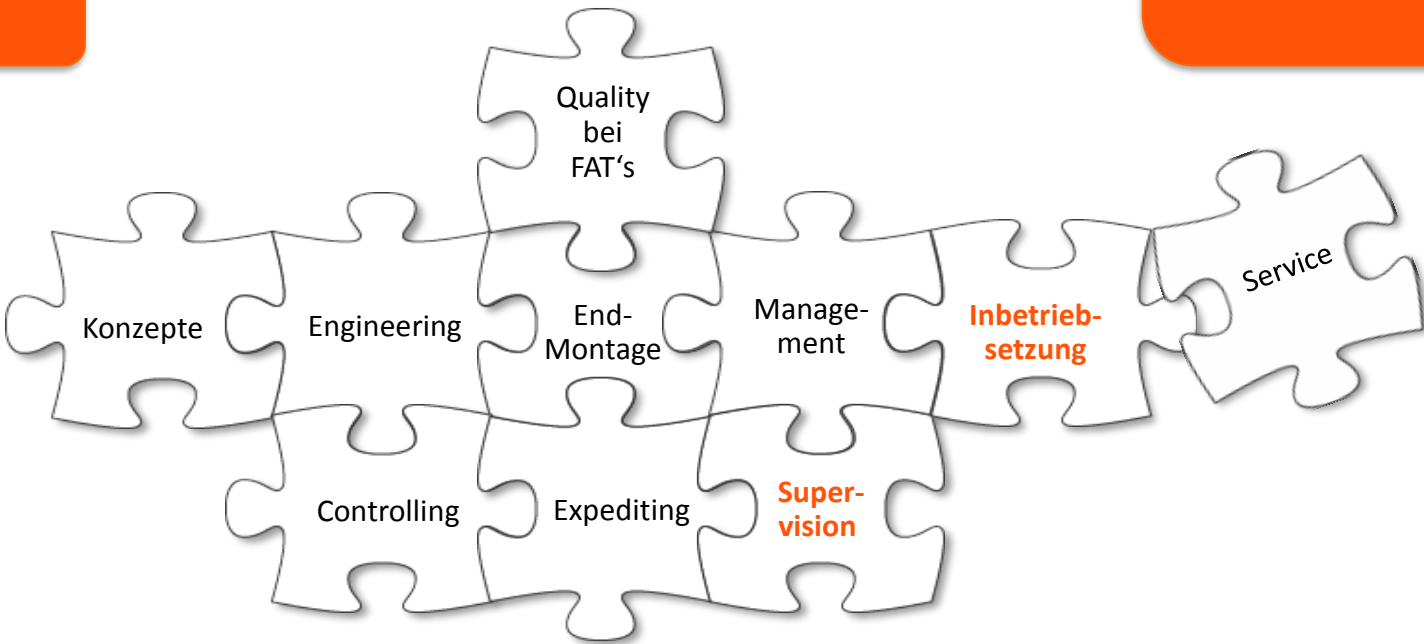 Quality
bei
FAT‘s
Konzepte
Engineering
End-
Montage
Manage-
ment
Inbetrieb-
setzung
Service
Controlling
Expediting
Super-
vision